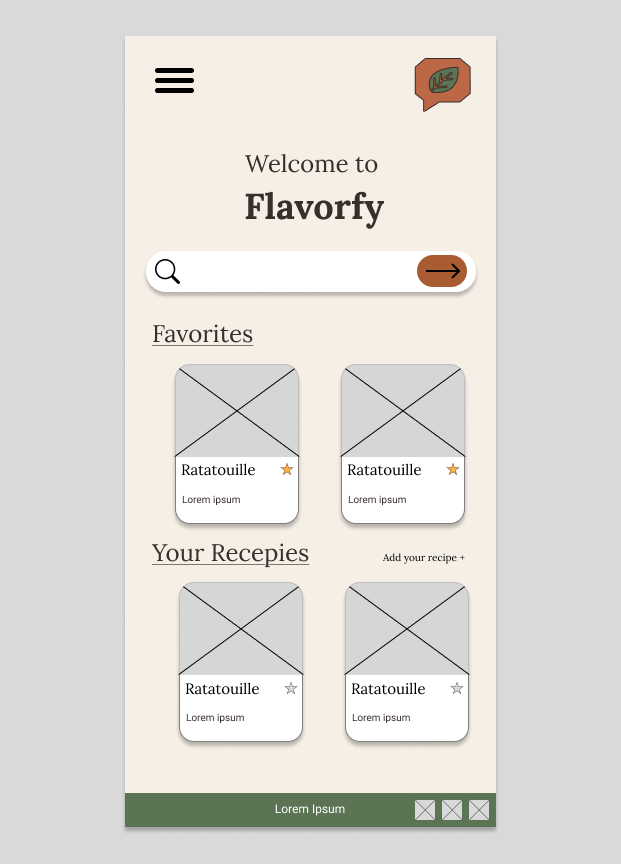 Welcome to
Flavorfy
Favorites
Ratatouille
Lorem ipsum
Ratatouille
Lorem ipsum
Your Recepies
Add your recipe +
Ratatouille
Lorem ipsum
Ratatouille
Lorem ipsum
Lorem Ipsum